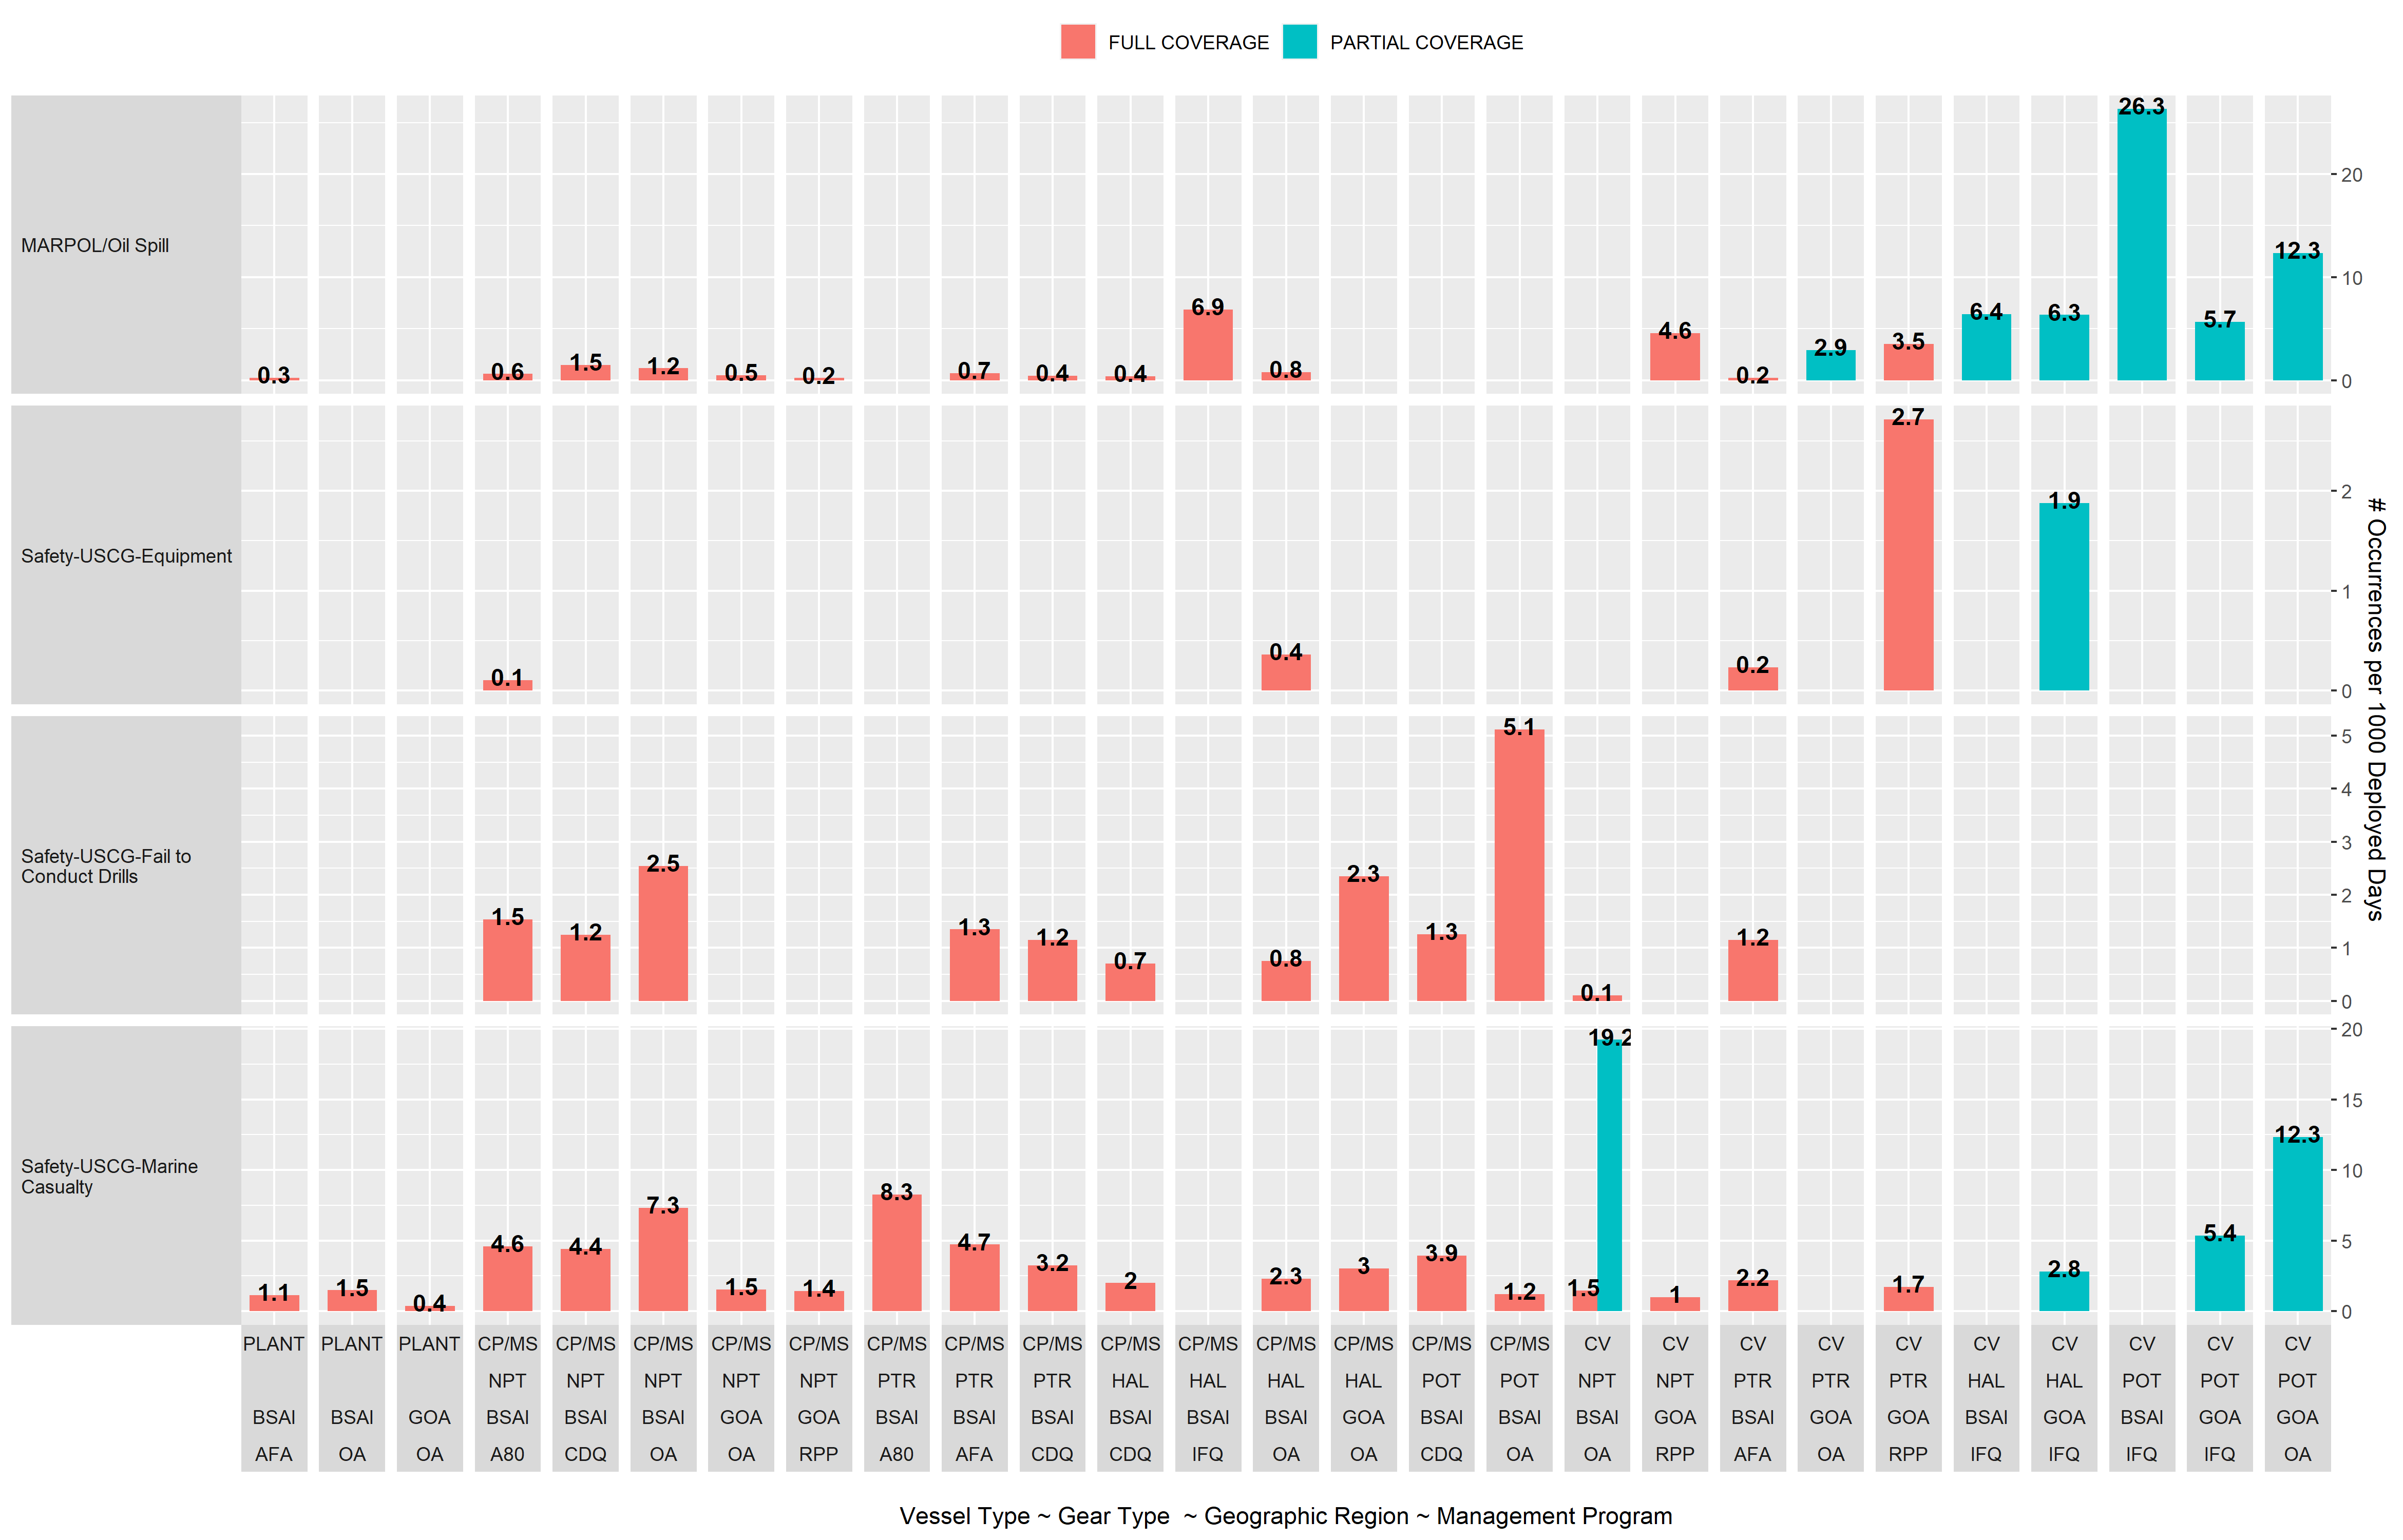 FULL COVERAGE PARTIAL COVERAGE
MARPOL/Oil Spill
0.3 0.6 1.5 1.2 0.5 0.2 0.7 0.4 0.4 6.9 0.8 4.6 0.2 2.9 3.5 6.4 6.3 26.3 5.7 12.3
20
10
0
Safety-USCG-Equipment
0.1 0.4 0.2 2.7 1.9
2
1
0
Safety-USCG-Fail to
Conduct Drills
1.5 1.2 2.5 1.3 1.2 0.7 0.8 2.3 1.3 5.1 0.1 1.2
5
4
3
2
1
0
Safety-USCG-Marine
Casualty
1.1 1.5 0.4 4.6 4.4 7.3 1.5 1.4 8.3 4.7 3.2 2 2.3 3 3.9 1.2 1.5 19.2 1 2.2 1.7 2.8 5.4 12.3
20
15
10
5
0
# Occurrences per 1000 Deployed Days
PLANT PLANT PLANT CP/MS CP/MS CP/MS CP/MS CP/MS CP/MS CP/MS CP/MS CP/MS CP/MS CP/MS CP/MS CP/MS CP/MS CV CV CV CV CV CV CV CV CV CV
NPT NPT NPT NPT NPT PTR PTR PTR HAL HAL HAL HAL POT POT NPT NPT PTR PTR PTR HAL HAL POT POT POT
BSAI BSAI GOA BSAI BSAI BSAI GOA GOA BSAI BSAI BSAI BSAI BSAI BSAI GOA BSAI BSAI BSAI GOA BSAI GOA GOA BSAI GOA BSAI GOA GOA
AFA OA OA A80 CDQ OA OA RPP A80 AFA CDQ CDQ IFQ OA OA CDQ OA OA RPP AFA OA RPP IFQ IFQ IFQ IFQ OA
Vessel Type ~ Gear Type ~ Geographic Region ~ Management Program